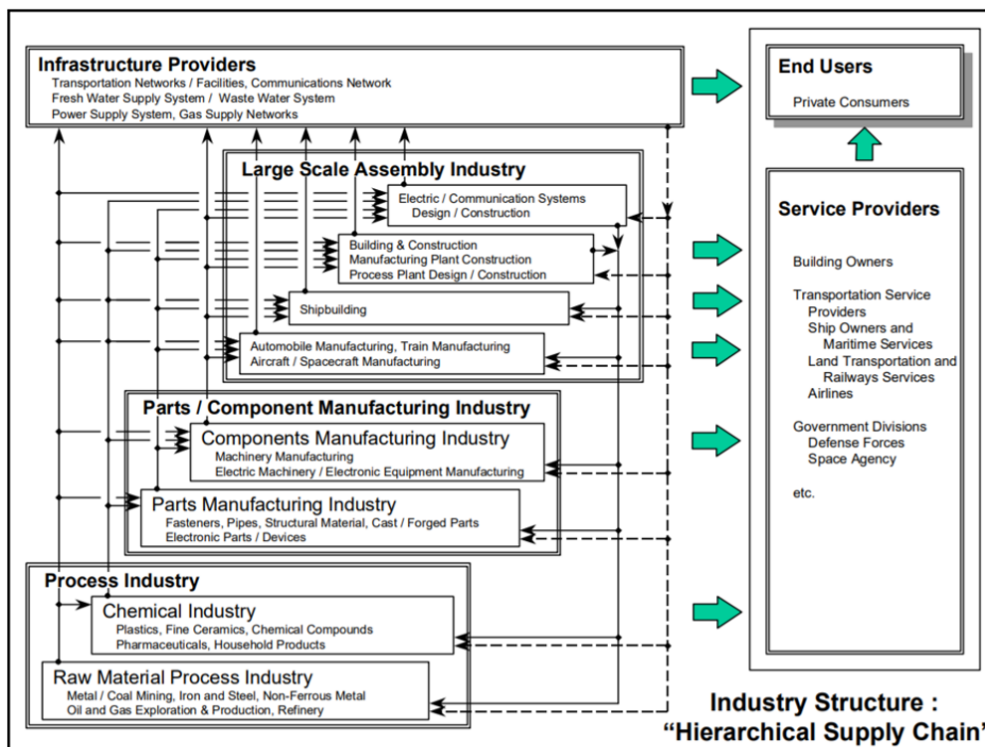 Infrastructure Providers
Transportation Networks / Facilities, Communications Network
Fresh Water Supply System / Waste Water System
Power Supply System, Gas Supply Networks
Large Scale Assembly Industry
Electric / Communication Systems
Design / Construction
Building & Construction
Manufacturing Plant Construction
Process Plant Design / Construction
Shipbuilding
Automobile Manufacturing, Train Manufacturing
Aircraft / Spacecraft Manufacturing
Parts / Component Manufacturing Industry
Components Manufacturing Industry
Machinery Manufacturing
Electric Machinery / Electronic Equipment Manufacturing
Parts Manufacturing Industry
Fasteners, Pipes, Structural Material, Cast / Forged Parts
Electronic Parts / Devices
Process Industry
Chemical Industry
Plastics, Fine Ceramics, Chemical Compounds
Pharmaceuticals, Household Products
Raw Material Process Industry
Metal / Coal Mining, Iron and Steel, Non-Ferrous Metal
Oil and Gas Exploration & Production, Refinery
End Users
Private Consumers
Service Providers
Building Owners
Transportation Service
Providers
Ship Owners and
Maritime Services
Land Transportation and
Railways Services
Airlines
Government Divisions
Defense Forces
Space Agency
etc.
Industry Structure :
“Hierarchical Supply Chain”